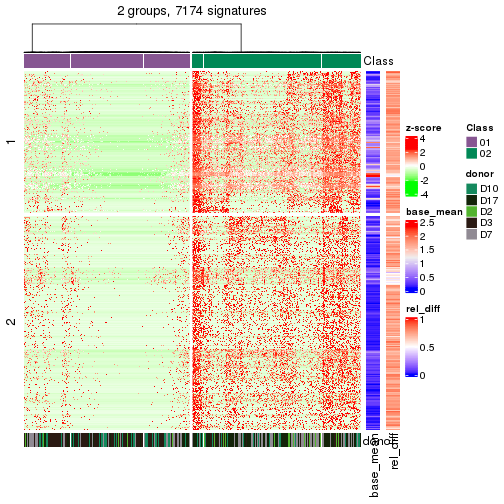 2 groups, 7174 signatures
Class
1
2
z-score
4
2
0
-2
-4
base_mean
2.5
2
1.5
1
0.5
0
rel_diff
1
0.5
0
Class
01
02
donor
D10
D17
D2
D3
D7
donor
base_mean
rel_diff